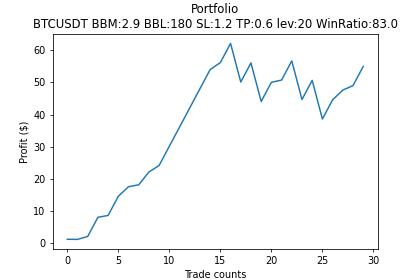 Portfolio
BTCUSDT BBM:2.9 BBL:180 SL:1.2 TP:0.6 lev:20 WinRatio:83.0
60
50
40
30
20
10
0
Profit ($)
0 5 10 15 20 25 30
Trade counts